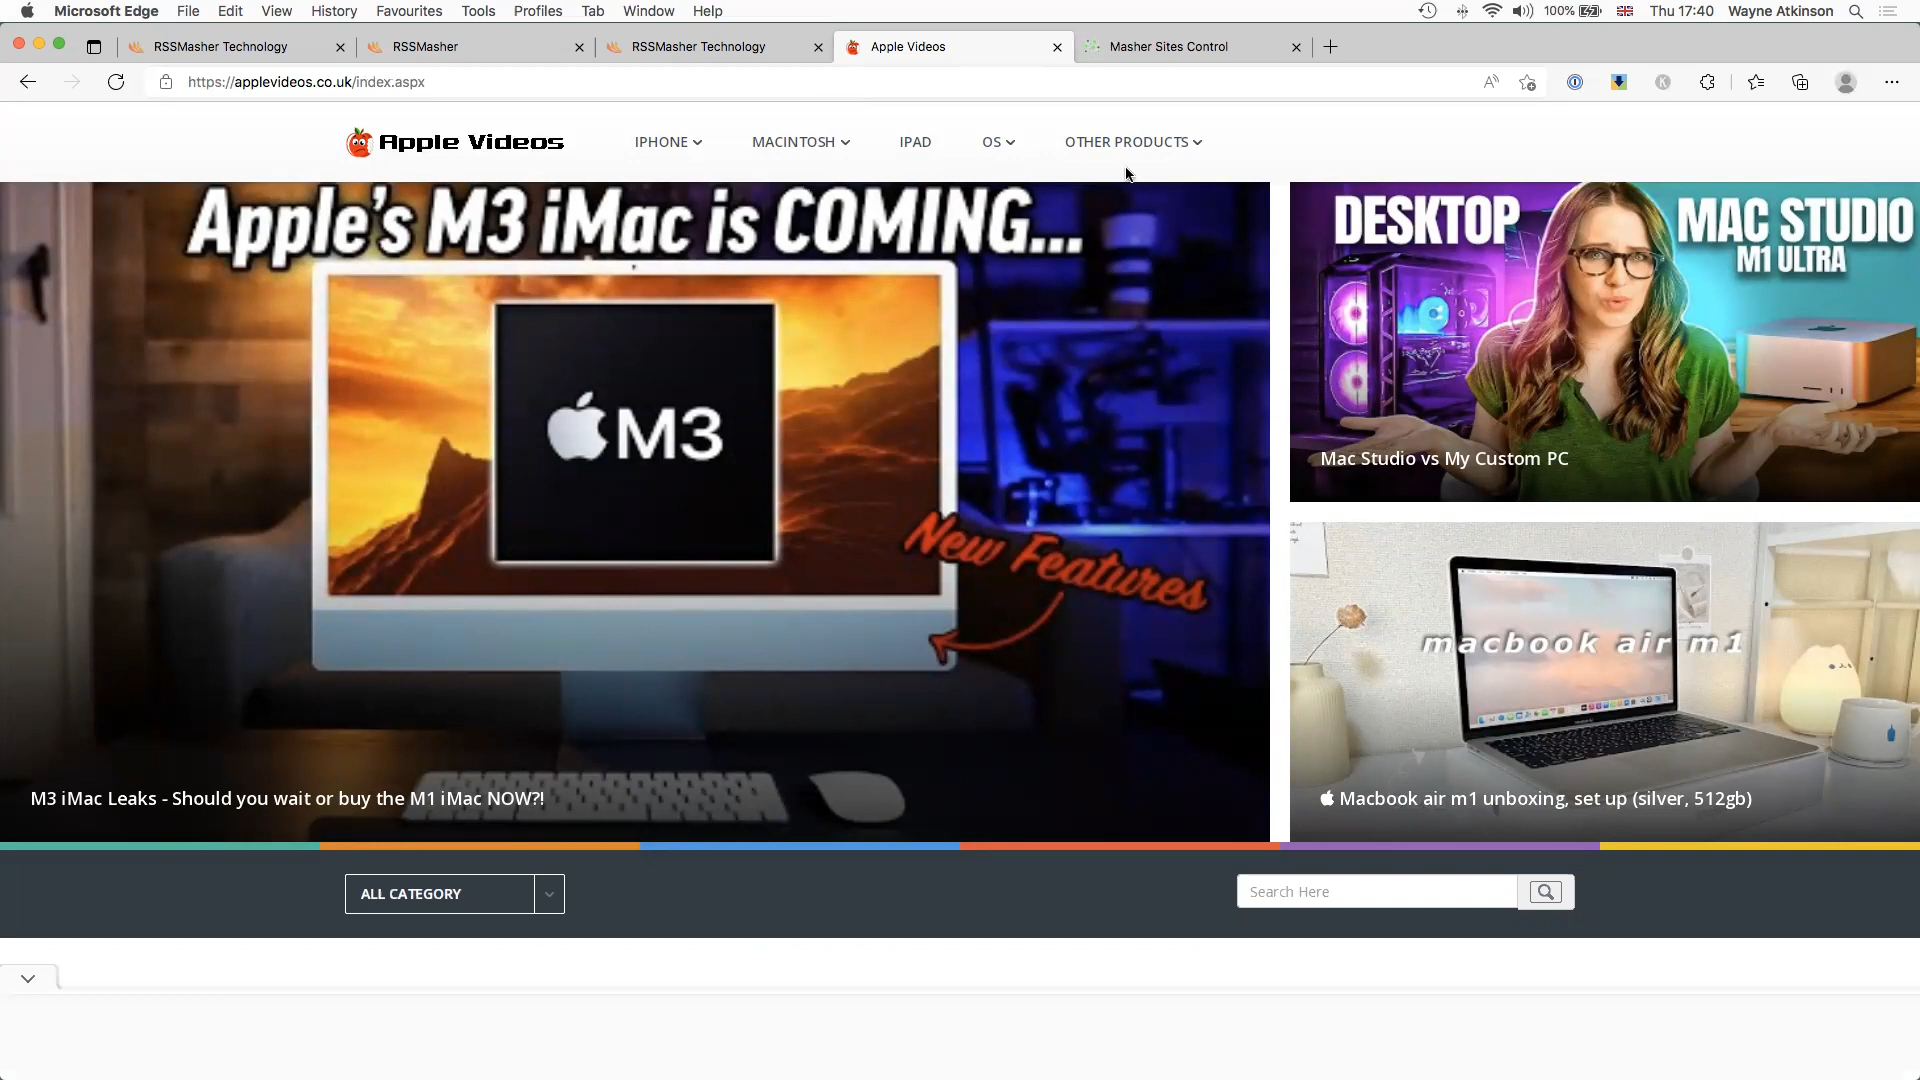 Microsoft Edge File Edit View History Favourites Tools Profiles Tab Window Help 100% Thu 17:40 Wayne Atkinson
RSSMasher Technology RSSMasher RSSMasher Technology Apple Videos Masher Sites Control
https://applevideos.co.uk/index.aspx
Apple Videos IPHONE MACINTOSH IPAD OS OTHER PRODUCTS
Apple's M3 iMac is COMING...
M3
New Features
M3 iMac Leaks - Should you wait or buy the M1 iMac NOW?!
DESKTOP MAC STUDIO
M1 ULTRA
Mac Studio vs My Custom PC
macbook air m1
Macbook air m1 unboxing, set up (silver, 512gb)
ALL CATEGORY Search Here